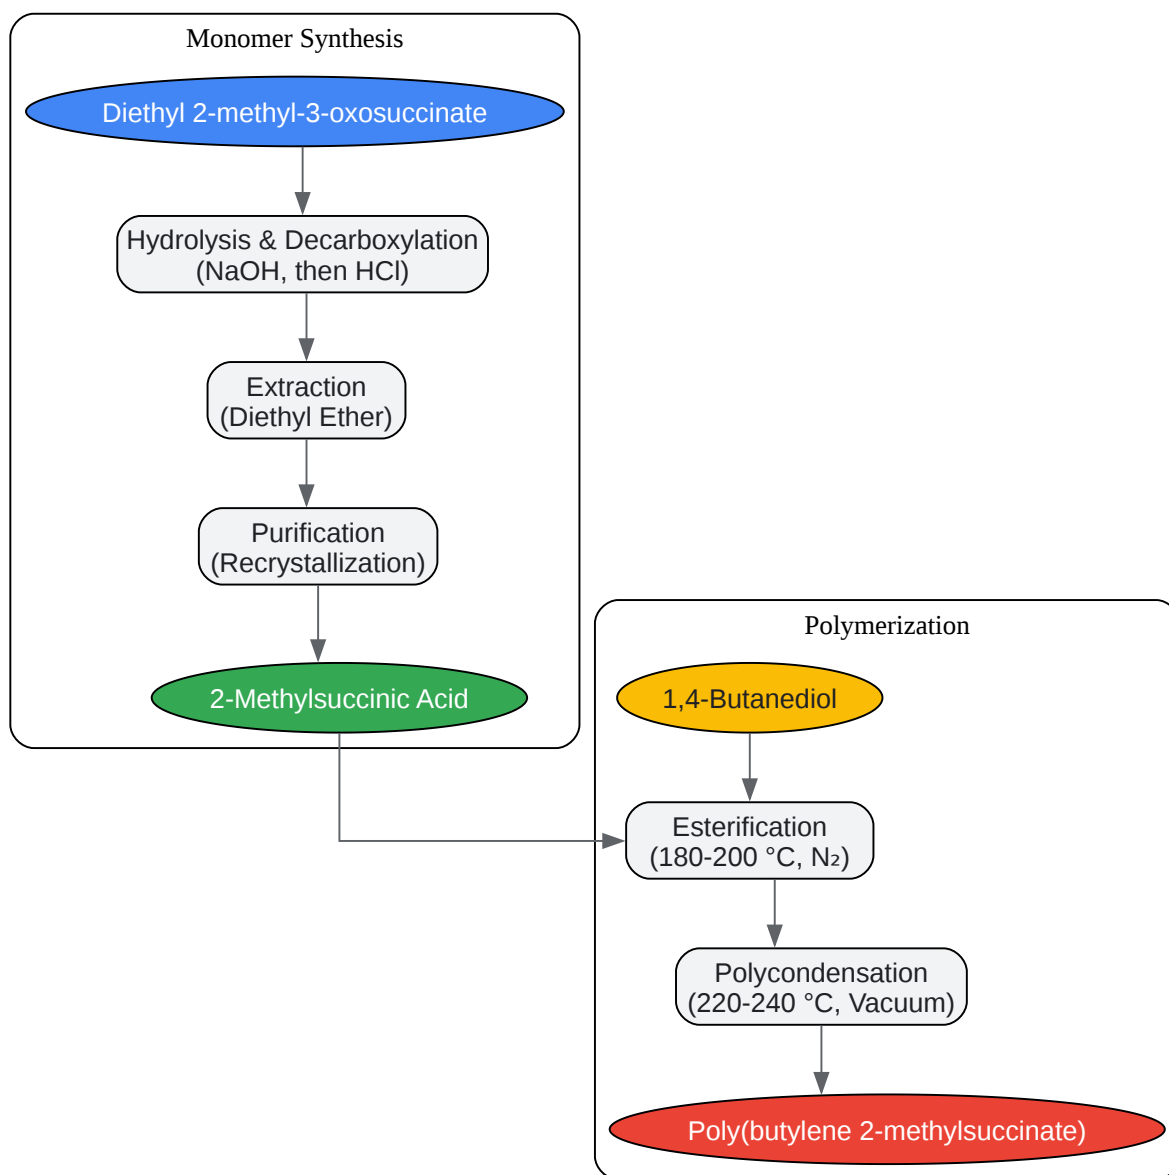 Monomer Synthesis
Diethyl 2-methyl-3-oxosuccinate
Hydrolysis & Decarboxylation
(NaOH, then HCl)
Extraction
(Diethyl Ether)
Purification
(Recrystallization)
2-Methylsuccinic Acid
Polymerization
1,4-Butanediol
Esterification
(180-200 °C, N₂)
Polycondensation
(220-240 °C, Vacuum)
Poly(butylene 2-methylsuccinate)